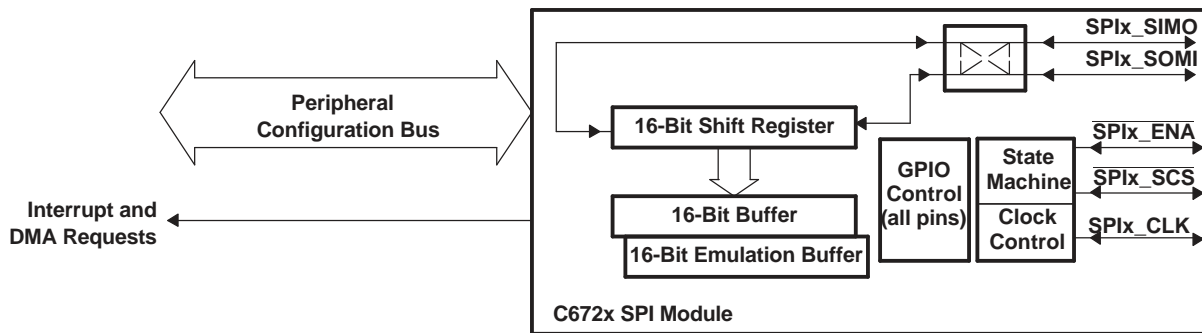 SPIx_SIMO
SPIx_SOMI
Peripheral
Configuration Bus
16-Bit Shift Register
SPIx_ENA
GPIO
Control
(all pins)
State
Machine
SPIx_SCS
Interrupt and
DMA Requests
16-Bit Buffer
Clock
Control
SPIx_CLK
16-Bit Emulation Buffer
C672x SPI Module